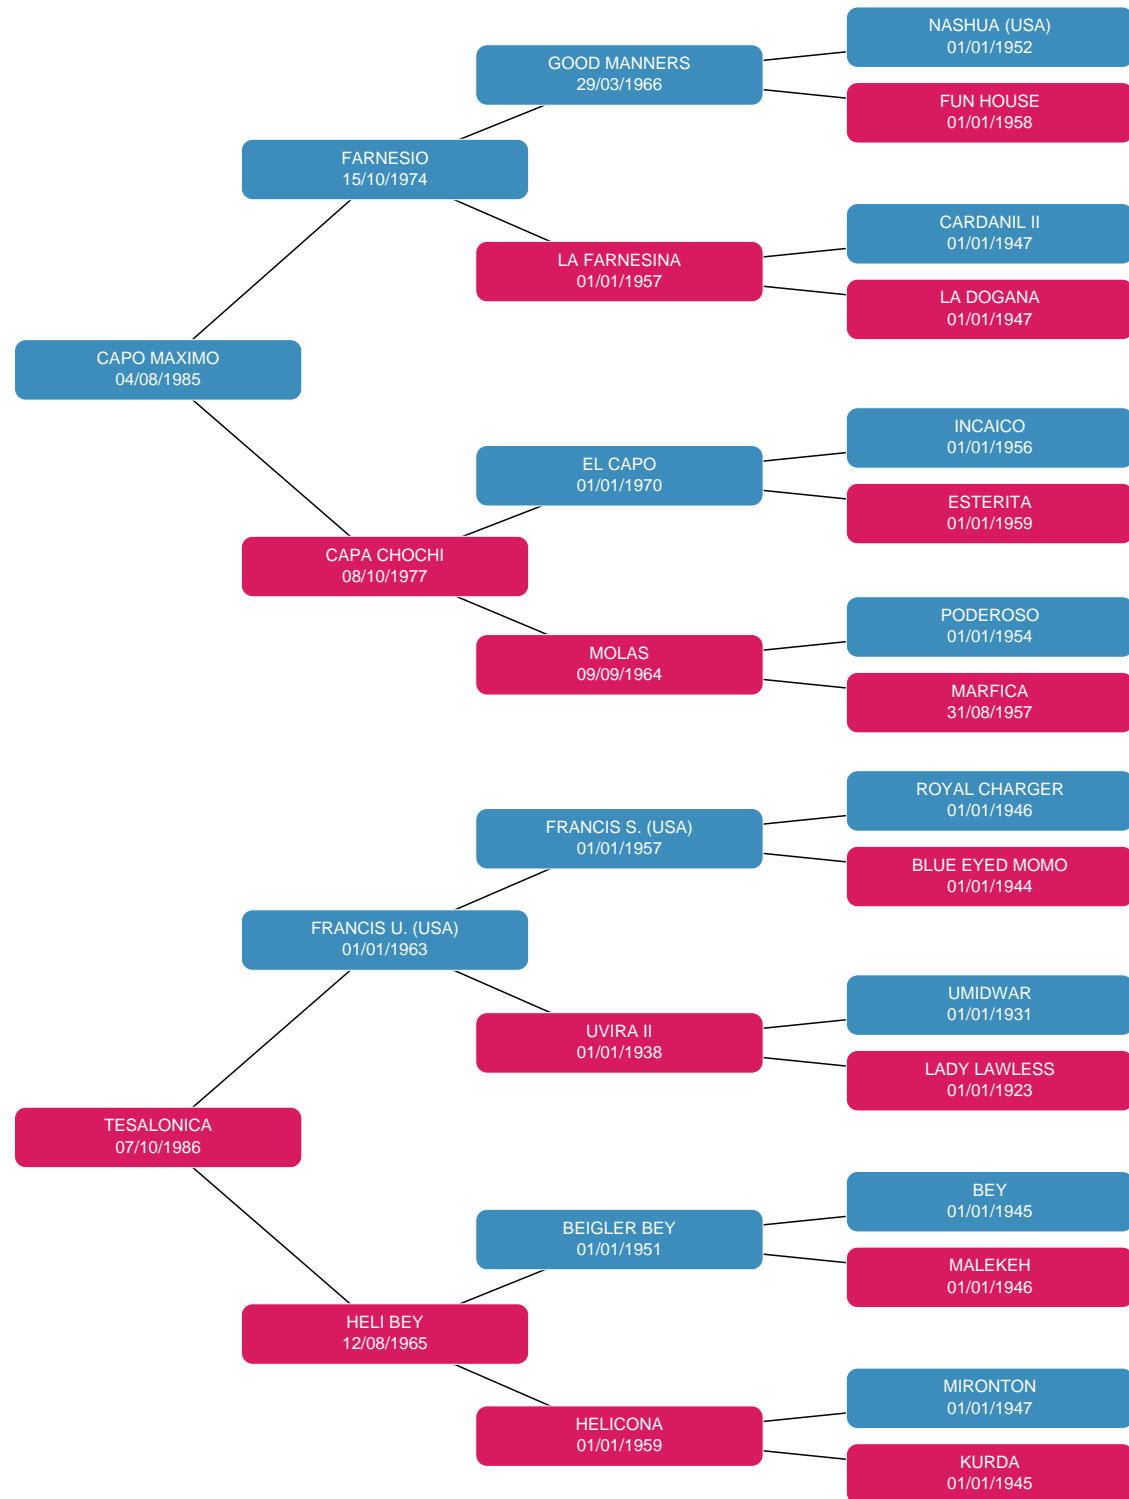 NASHUA (USA)
01/01/1952
GOOD MANNERS
29/03/1966
FUN HOUSE
01/01/1958
FARNESIO
15/10/1974
CARDANIL II
01/01/1947
LA FARNESINA
01/01/1957
LA DOGANA
01/01/1947
CAPO MAXIMO
04/08/1985
INCAICO
01/01/1956
EL CAPO
01/01/1970
ESTERITA
01/01/1959
CAPA CHOCHI
08/10/1977
PODEROSO
01/01/1954
MOLAS
09/09/1964
MARFICA
31/08/1957
ROYAL CHARGER
01/01/1946
FRANCIS S. (USA)
01/01/1957
BLUE EYED MOMO
01/01/1944
FRANCIS U. (USA)
01/01/1963
UMIDWAR
01/01/1931
UVIRA II
01/01/1938
LADY LAWLESS
01/01/1923
TESALONICA
07/10/1986
BEY
01/01/1945
BEIGLER BEY
01/01/1951
MALEKEH
01/01/1946
HELI BEY
12/08/1965
MIRONTON
01/01/1947
HELICONA
01/01/1959
KURDA
01/01/1945